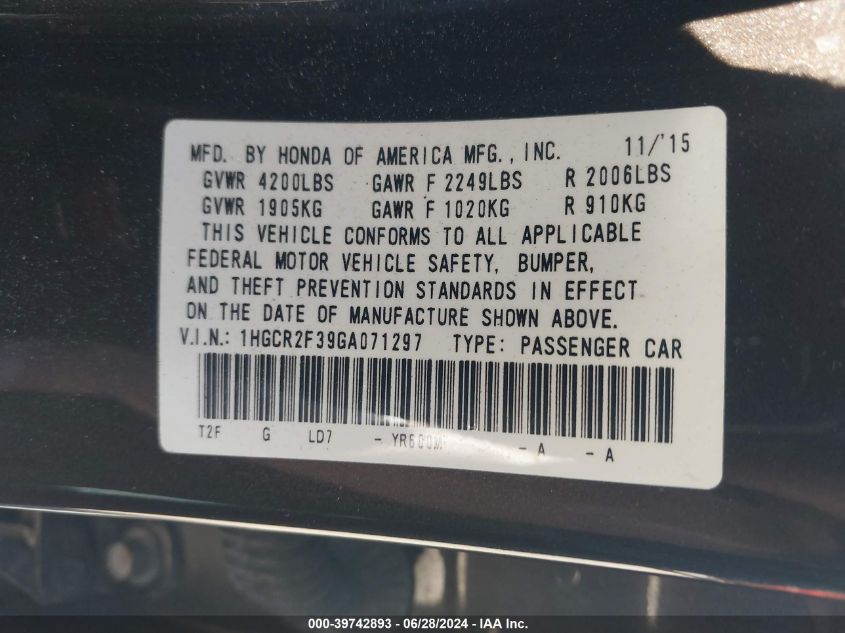 MFD. BY HONDA OF AMERICA MFG., INC. 11/'15
GVWR 4200LBS GAWR F 2249LBS R 2006LBS
GVWR 1905KG GAWR F 1020KG R 910KG
THIS VEHICLE CONFORMS TO ALL APPLICABLE
FEDERAL MOTOR VEHICLE SAFETY, BUMPER,
AND THEFT PREVENTION STANDARDS IN EFFECT
ON THE DATE OF MANUFACTURE SHOWN ABOVE.
V.I.N.: 1HGCR2F39GA071297 TYPE: PASSENGER CAR
T2F G LD7 - - A - A
000-39742893 - 06/28/2024 - IAA Inc.